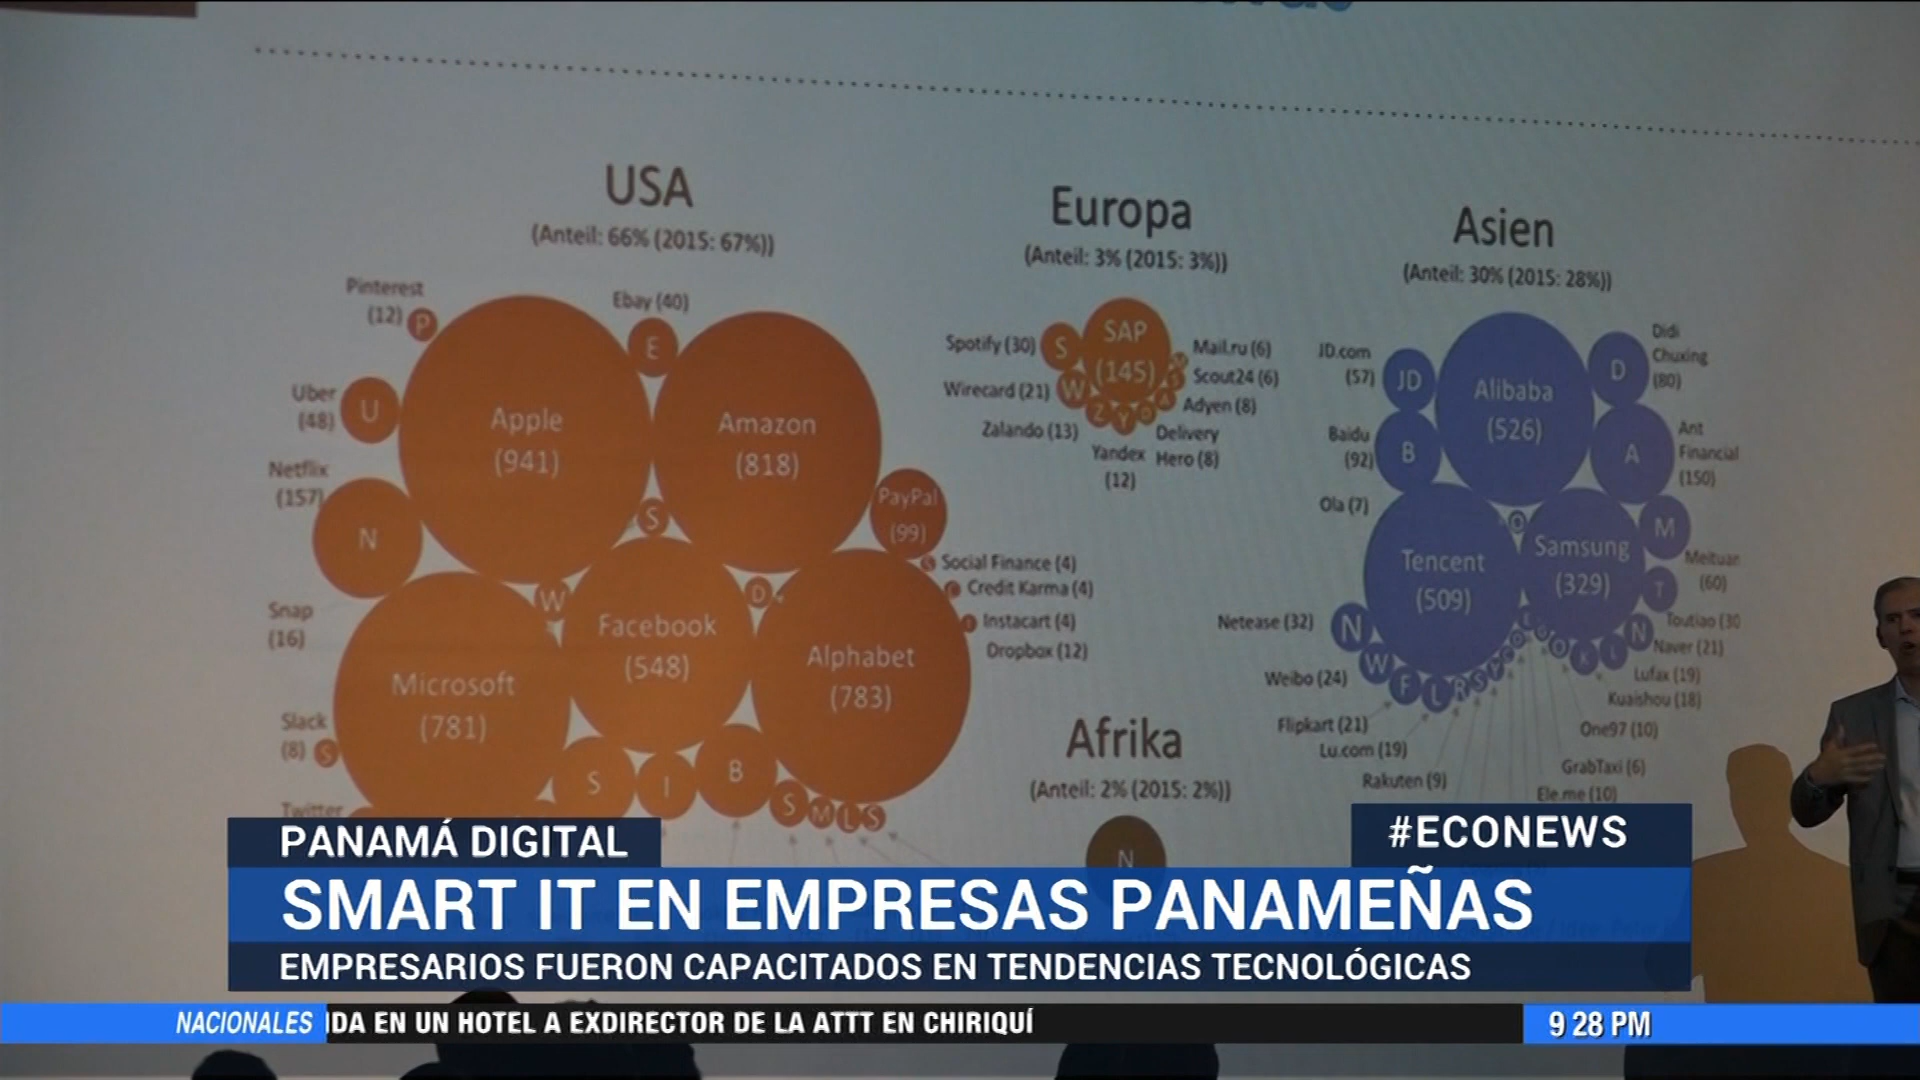 USA
(Anteil: 66% (2015: 67%))
Europa
(Anteil: 3% (2015: 3%))
Asien
(Anteil: 30% (2015: 28%))
Pinterest
(12)
P
Ebay (40)
E
Uber
(48)
U
Apple
(941)
Amazon
(818)
Netflix
(157)
N
S
PayPal
(99)
Social Finance (4)
Credit Karma (4)
Instacart (4)
Dropbox (12)
W
D
Snap
(16)
Facebook
(548)
Alphabet
(783)
Microsoft
(781)
Slack
(8)
S
Twitter
S
I
B
S
M
L
S
SAP
(145)
Spotify (30)
S
Wirecard (21)
W
Zalando (13)
Z
Y
Yandex
(12)
Mail.ru (6)
Scout24 (6)
Adyen (8)
Delivery
Hero (8)
JD.com
(57)
JD
Alibaba
(526)
D
Didi
Chuxing
(80)
Baidu
(92)
B
A
Ant
Financial
(150)
Ola (7)
O
Tencent
(509)
Samsung
(329)
M
Meituan
(60)
T
Toutiao (30
Netease (32)
N
N
Naver (21)
Weibo (24)
W
F
L
R
S
O
K
L
Lufax (19)
Kuaishou (18)
Flipkart (21)
Lu.com (19)
Rakuten (9)
One97 (10)
GrabTaxi (6)
Ele.me (10)
Afrika
(Anteil: 2% (2015: 2%))
N
PANAMÁ DIGITAL
#ECONEWS
SMART IT EN EMPRESAS PANAMEÑAS
EMPRESARIOS FUERON CAPACITADOS EN TENDENCIAS TECNOLÓGICAS
NACIONALES
IDA EN UN HOTEL A EXDIRECTOR DE LA ATTT EN CHIRIQUÍ
9 28 PM